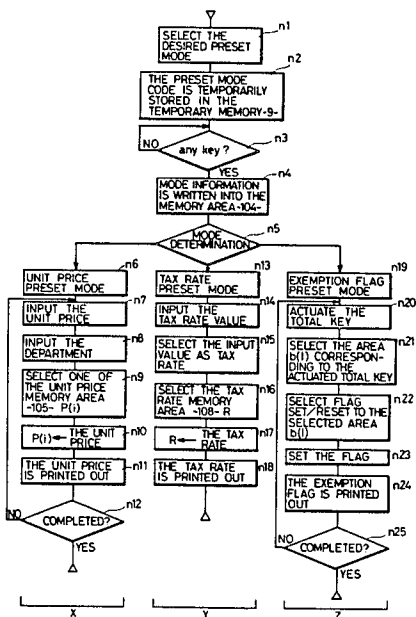 n1
SELECT THE
DESIRED PRESET
MODE
n2
THE PRESET MODE
CODE IS TEMPORARILY
STORED IN THE
TEMPORARY MEMORY-9-
n3
any key?
NO
YES
n4
MODE INFORMATION
IS WRITTEN INTO THE
MEMORY AREA-104-
n5
MODE
DETERMINATION
n6
UNIT PRICE
PRESET MODE
n7
INPUT THE
UNIT PRICE
n8
INPUT THE
DEPARTMENT
n9
SELECT ONE OF
THE UNIT PRICE
MEMORY AREA
-105- P(i)
n10
P(i) ← THE UNIT
PRICE
n11
THE UNIT PRICE
IS PRINTED OUT
n12
NO
COMPLETED?
YES
X
n13
TAX RATE
PRESET MODE
n14
INPUT THE
TAX RATE VALUE
n15
SELECT THE INPUT
VALUE AS TAX
RATE
n16
SELECT THE TAX
RATE MEMORY
AREA -108- R
n17
R ← THE TAX
RATE
n18
THE TAX RATE
IS PRINTED OUT
Y
n19
EXEMPTION FLAG
PRESET MODE
n20
ACTUATE THE
TOTAL KEY
n21
SELECT THE AREA
b(l) CORRESPON-
DING TO THE
ACTUATED TOTAL KEY
n22
SELECT FLAG
SET/RESET TO THE
SELECTED AREA
b(l)
n23
SET THE FLAG
n24
THE EXEMPTION
FLAG IS PRINTED
OUT
n25
NO
COMPLETED?
YES
Z